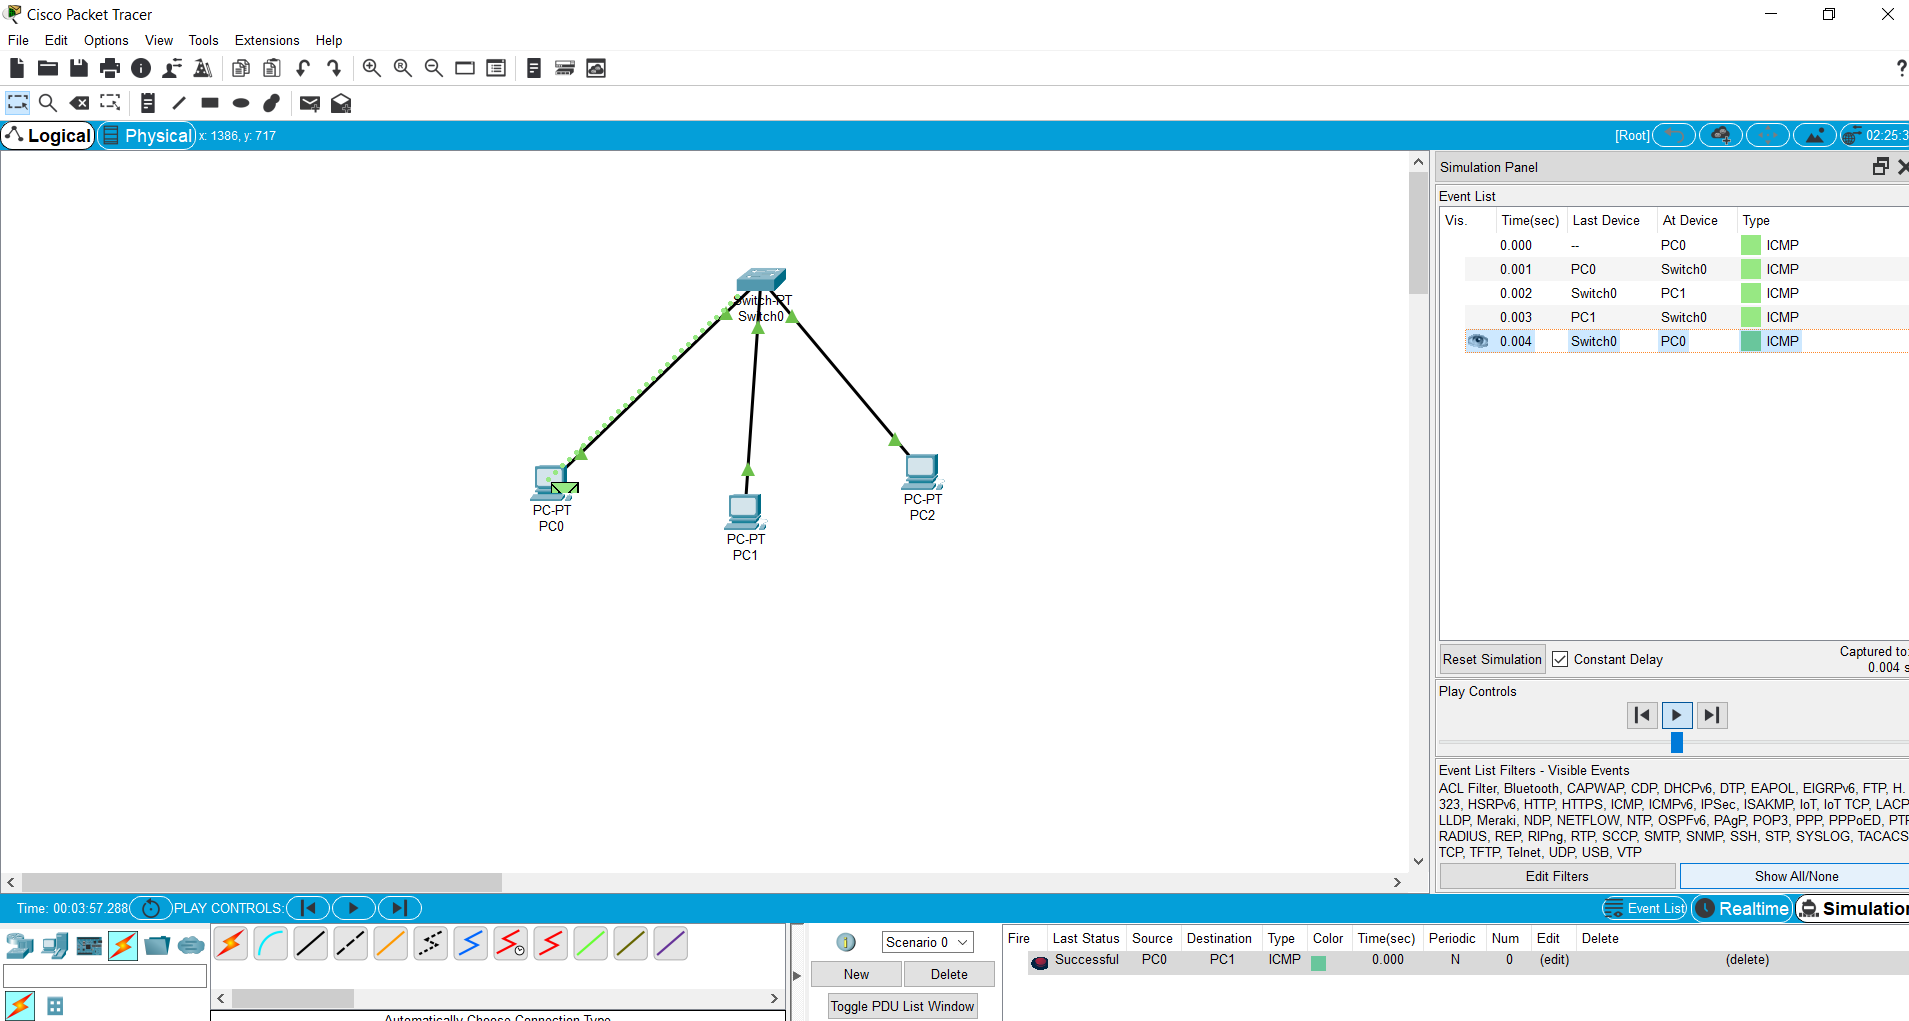 Cisco Packet Tracer
File Edit Options View Tools Extensions Help
?
Logical Physical x: 1386, y: 717 [Root] 02:25:3
Simulation Panel
Event List
Vis. Time(sec) Last Device At Device Type
0.000 -- PC0 ICMP
0.001 PC0 Switch0 ICMP
0.002 Switch0 PC1 ICMP
0.003 PC1 Switch0 ICMP
0.004 Switch0 PC0 ICMP
Switch-PT
Switch0
PC-PT
PC0
PC-PT
PC1
PC-PT
PC2
Reset Simulation Constant Delay Captured to:
0.004 s
Play Controls
Event List Filters - Visible Events
ACL Filter, Bluetooth, CAPWAP, CDP, DHCPv6, DTP, EAPOL, EIGRPv6, FTP, H.
323, HSRPv6, HTTP, HTTPS, ICMP, ICMPv6, IPSec, ISAKMP, IoT, IoT TCP, LACP
LLDP, Meraki, NDP, NETFLOW, NTP, OSPFv6, PAgP, POP3, PPP, PPPoED, PTP
RADIUS, REP, RIPng, RTP, SCCP, SMTP, SNMP, SSH, STP, SYSLOG, TACACS
TCP, TFTP, Telnet, UDP, USB, VTP
Edit Filters Show All/None
Time: 00:03:57.288 PLAY CONTROLS: Event List Realtime Simulation
Scenario 0
New Delete
Toggle PDU List Window
Fire Last Status Source Destination Type Color Time(sec) Periodic Num Edit Delete
Successful PC0 PC1 ICMP 0.000 N 0 (edit) (delete)
Automatically Choose Connection Type